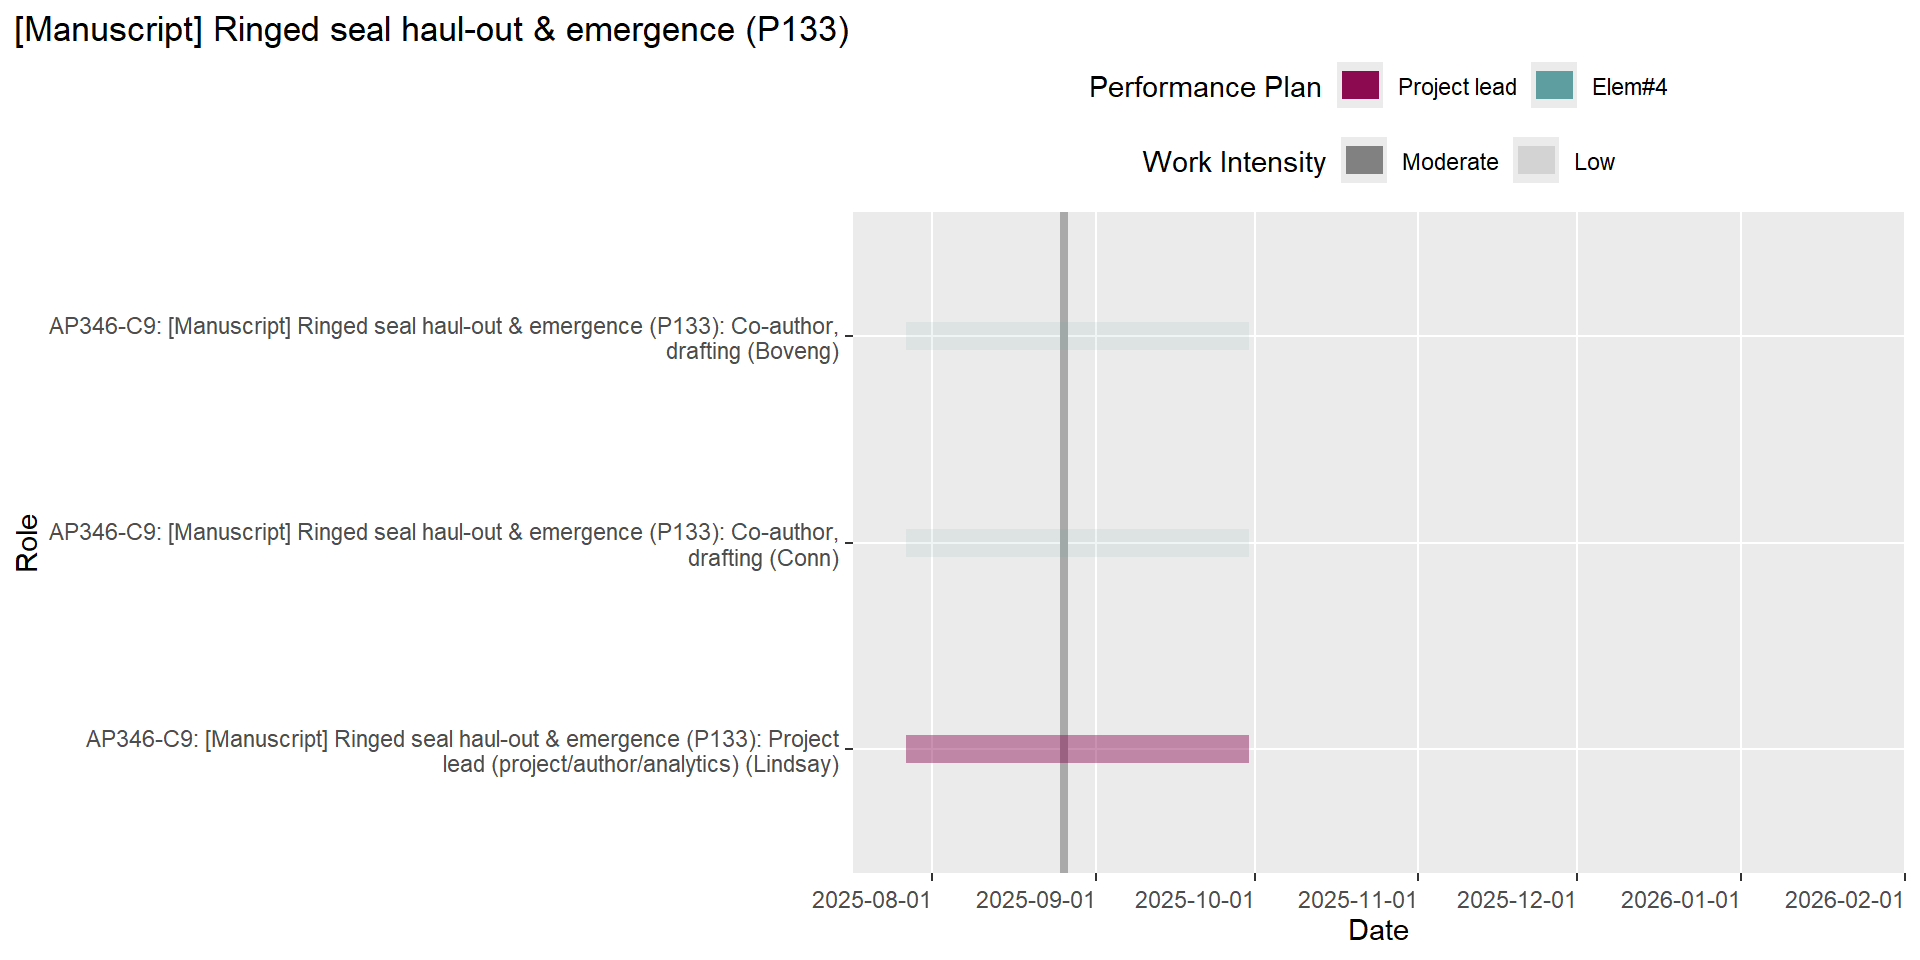 [Manuscript] Ringed seal haul-out & emergence (P133)
Performance Plan Project lead Elem#4
Work Intensity Moderate Low
AP346-C9: [Manuscript] Ringed seal haul-out & emergence (P133): Co-author,
drafting (Boveng)
AP346-C9: [Manuscript] Ringed seal haul-out & emergence (P133): Co-author,
drafting (Conn)
AP346-C9: [Manuscript] Ringed seal haul-out & emergence (P133): Project
lead (project/author/analytics) (Lindsay)
Role
2025-08-01 2025-09-01 2025-10-01 2025-11-01 2025-12-01 2026-01-01 2026-02-01
Date